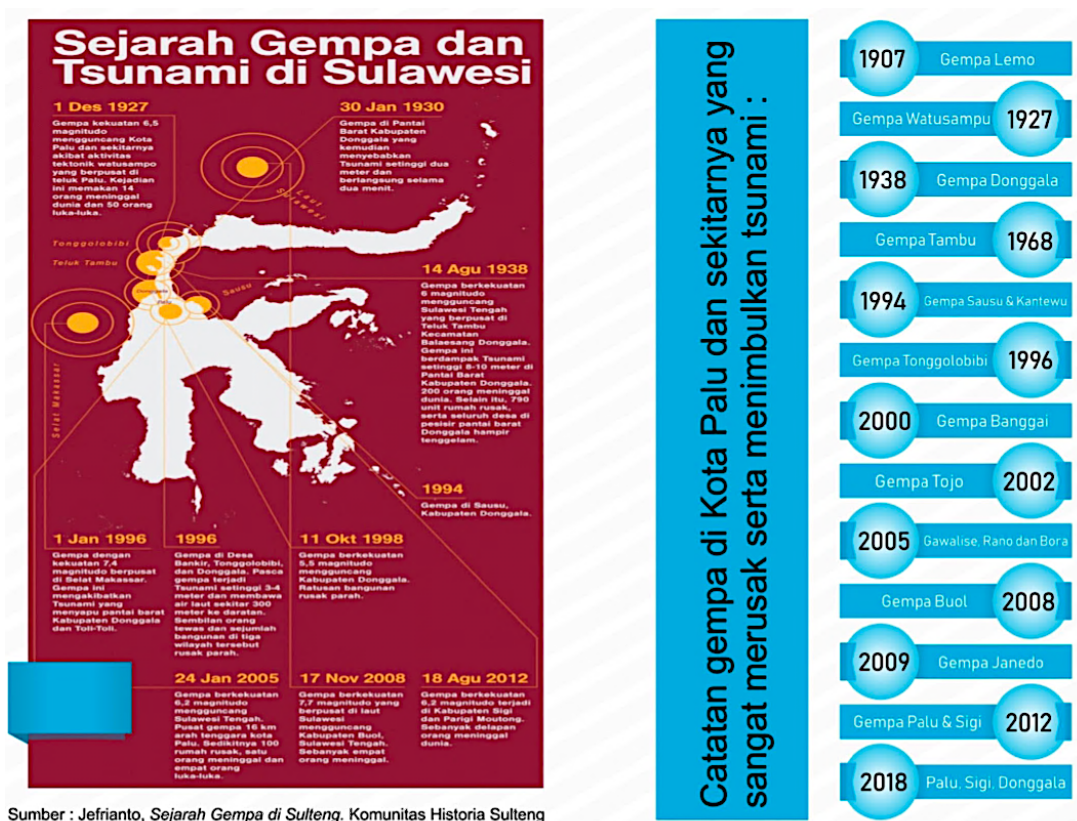 Sejarah Gempa dan
Tsunami di Sulawesi
1 Des 1927
Gempa kekuatan 6,5
magnitudo
mengguncang Kota
Palu dan sekitarnya
akibat aktivitas
tektonik watusampo
yang berpusat di
teluk Palu. Kejadian
ini memakan 14
orang meninggal
dunia dan 50 orang
luka-luka.
30 Jan 1930
Gempa di Pantai
Barat Kabupaten
Donggala yang
kemudian
menyebabkan
Tsunami setinggi dua
meter dan
berlangsung selama
dua menit.
Laut
Sulawesi
Tonggolobibi
Teluk Tambu
Sausu
Selat Makassar
14 Agu 1938
Gempa berkekuatan
6 magnitudo
mengguncang
Sulawesi Tengah
yang berpusat di
Teluk Tambu
Kecamatan
Balaesang Donggala.
Gempa ini
berdampak Tsunami
setinggi 8-10 meter di
Pantai Barat
Kabupaten Donggala.
200 orang meninggal
dunia. Selain itu, 790
unit rumah rusak,
serta seluruh desa di
pesisir pantai barat
Donggala hampir
tenggelam.
1994
Gempa di Sausu,
Kabupaten Donggala.
1 Jan 1996
Gempa dengan
kekuatan 7,4
magnitudo berpusat
di Selat Makassar.
Gempa ini
mengakibatkan
Tsunami yang
menyapu pantai barat
Kabupaten Donggala
dan Toli-Toli.
1996
Gempa di Desa
Bankir, Tonggolobibi,
dan Donggala. Pasca
gempa terjadi
Tsunami setinggi 3-4
meter dan membawa
air laut sekitar 300
meter ke daratan.
Sembilan orang
tewas dan sejumlah
bangunan di tiga
wilayah tersebut
rusak parah.
11 Okt 1998
Gempa berkekuatan
5,5 magnitudo
mengguncang
Kabupaten Donggala.
Ratusan bangunan
rusak parah.
24 Jan 2005
Gempa berkekuatan
6,2 magnitudo
mengguncang
Sulawesi Tengah.
Pusat gempa 16 km
arah tenggara kota
Palu. Sedikitnya 100
rumah rusak, satu
orang meninggal dan
empat orang
luka-luka.
17 Nov 2008
Gempa berkekuatan
7,7 magnitudo yang
berpusat di laut
Sulawesi
mengguncang
Kabupaten Buol,
Sulawesi Tengah.
Sebanyak empat
orang meninggal.
18 Agu 2012
Gempa berkekuatan
6,2 magnitudo terjadi
di Kabupaten Sigi
dan Parigi Moutong.
Sebanyak delapan
orang meninggal
dunia.
Sumber : Jefrianto, Sejarah Gempa di Sulteng. Komunitas Historia Sulteng
Catatan gempa di Kota Palu dan sekitarnya yang
sangat merusak serta menimbulkan tsunami :
1907 Gempa Lemo
Gempa Watusampu 1927
1938 Gempa Donggala
Gempa Tambu 1968
1994 Gempa Sausu & Kantewu
Gempa Tonggolobibi 1996
2000 Gempa Banggai
Gempa Tojo 2002
2005 Gawalise, Rano dan Bora
Gempa Buol 2008
2009 Gempa Janedo
Gempa Palu & Sigi 2012
2018 Palu, Sigi, Donggala